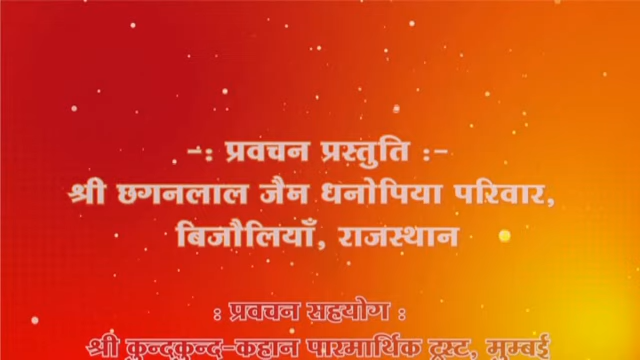 -: प्रवचन प्रस्तुति :-
श्री छगनलाल जैन धनोपिया परिवार,
बिजौलियाँ, राजस्थान
: प्रवचन सहयोग :
श्री कुन्दकुन्द-कहान पारमार्थिक ट्रस्ट, मुम्बई